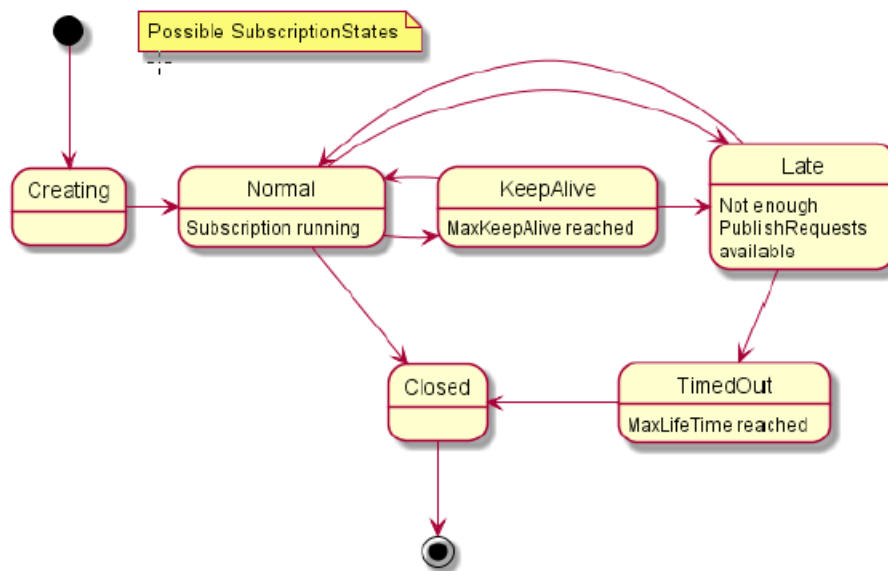 Possible SubscriptionStates
Creating
Normal
Subscription running
KeepAlive
MaxKeepAlive reached
Late
Not enough
PublishRequests
available
Closed
TimedOut
MaxLifeTime reached